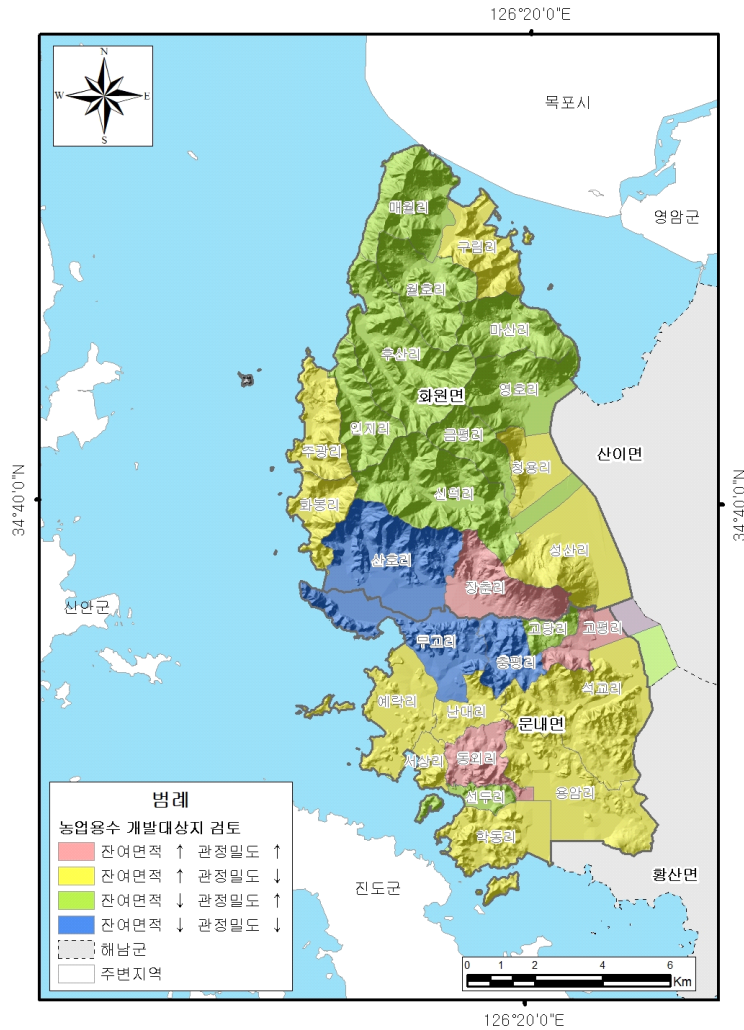 126°20'0"E
N
W E
S
목포시
영암군
매월리
구림리
월호리
마산리
후산리
영호리
화원면
인지리
금평리
주광리
청용리
산이면
34°40'0"N
34°40'0"N
신덕리
화봉리
성산리
산호리
장춘리
신안군
고당리
고평리
무고리
충평리
석교리
예락리
난대리
문내면
서상리
동외리
선두리
용암리
학동리
황산면
진도군
범례
농업용수 개발대상지 검토
잔여면적 ↑ 관정밀도 ↑
잔여면적 ↑ 관정밀도 ↓
잔여면적 ↓ 관정밀도 ↑
잔여면적 ↓ 관정밀도 ↓
해남군
주변지역
0 1 2 4 6
Km
126°20'0"E